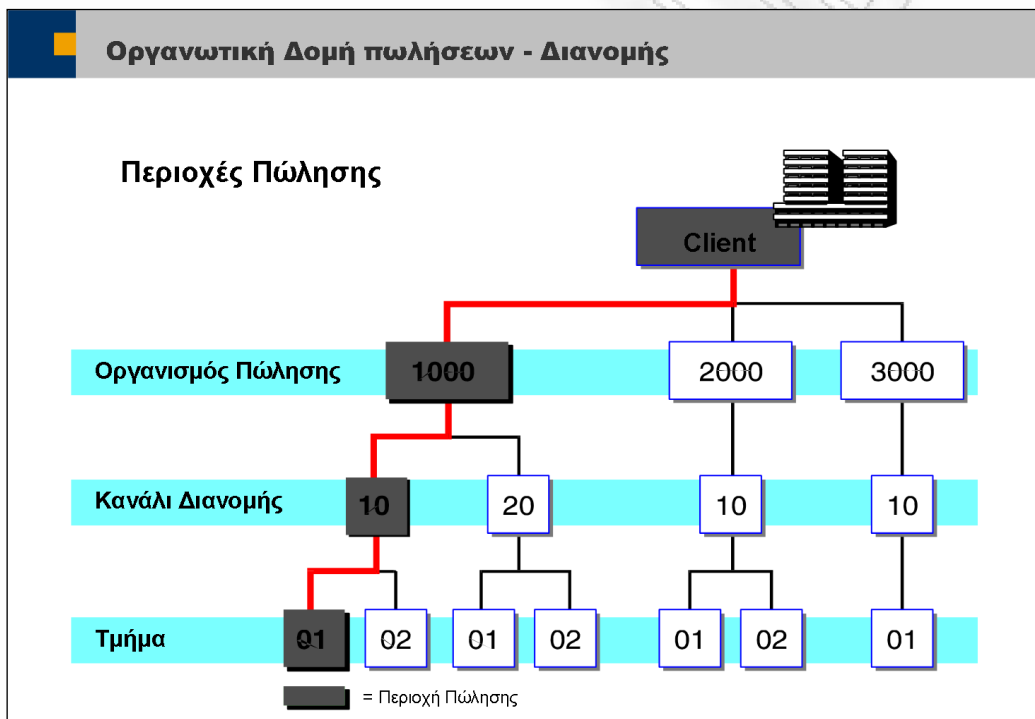 Οργανωτική Δομή πωλήσεων - Διανομής
Περιοχές Πώλησης
Client
Οργανισμός Πώλησης 1000 2000 3000
Κανάλι Διανομής 10 20 10 10
Τμήμα 01 02 01 02 01 02 01
= Περιοχή Πώλησης